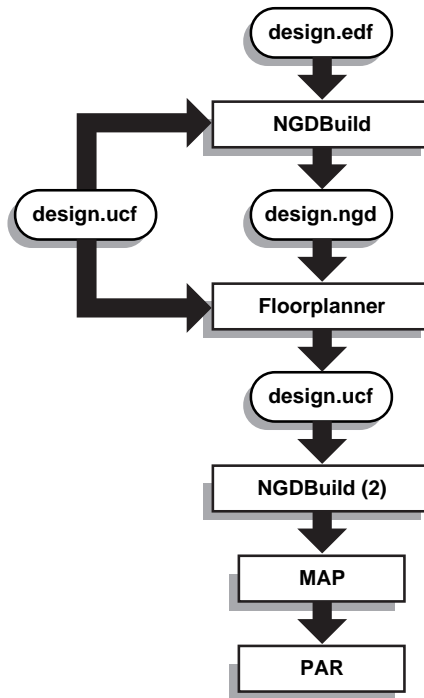 design.edf
NGDBuild
design.ucf
design.ngd
Floorplanner
design.ucf
NGDBuild (2)
MAP
PAR